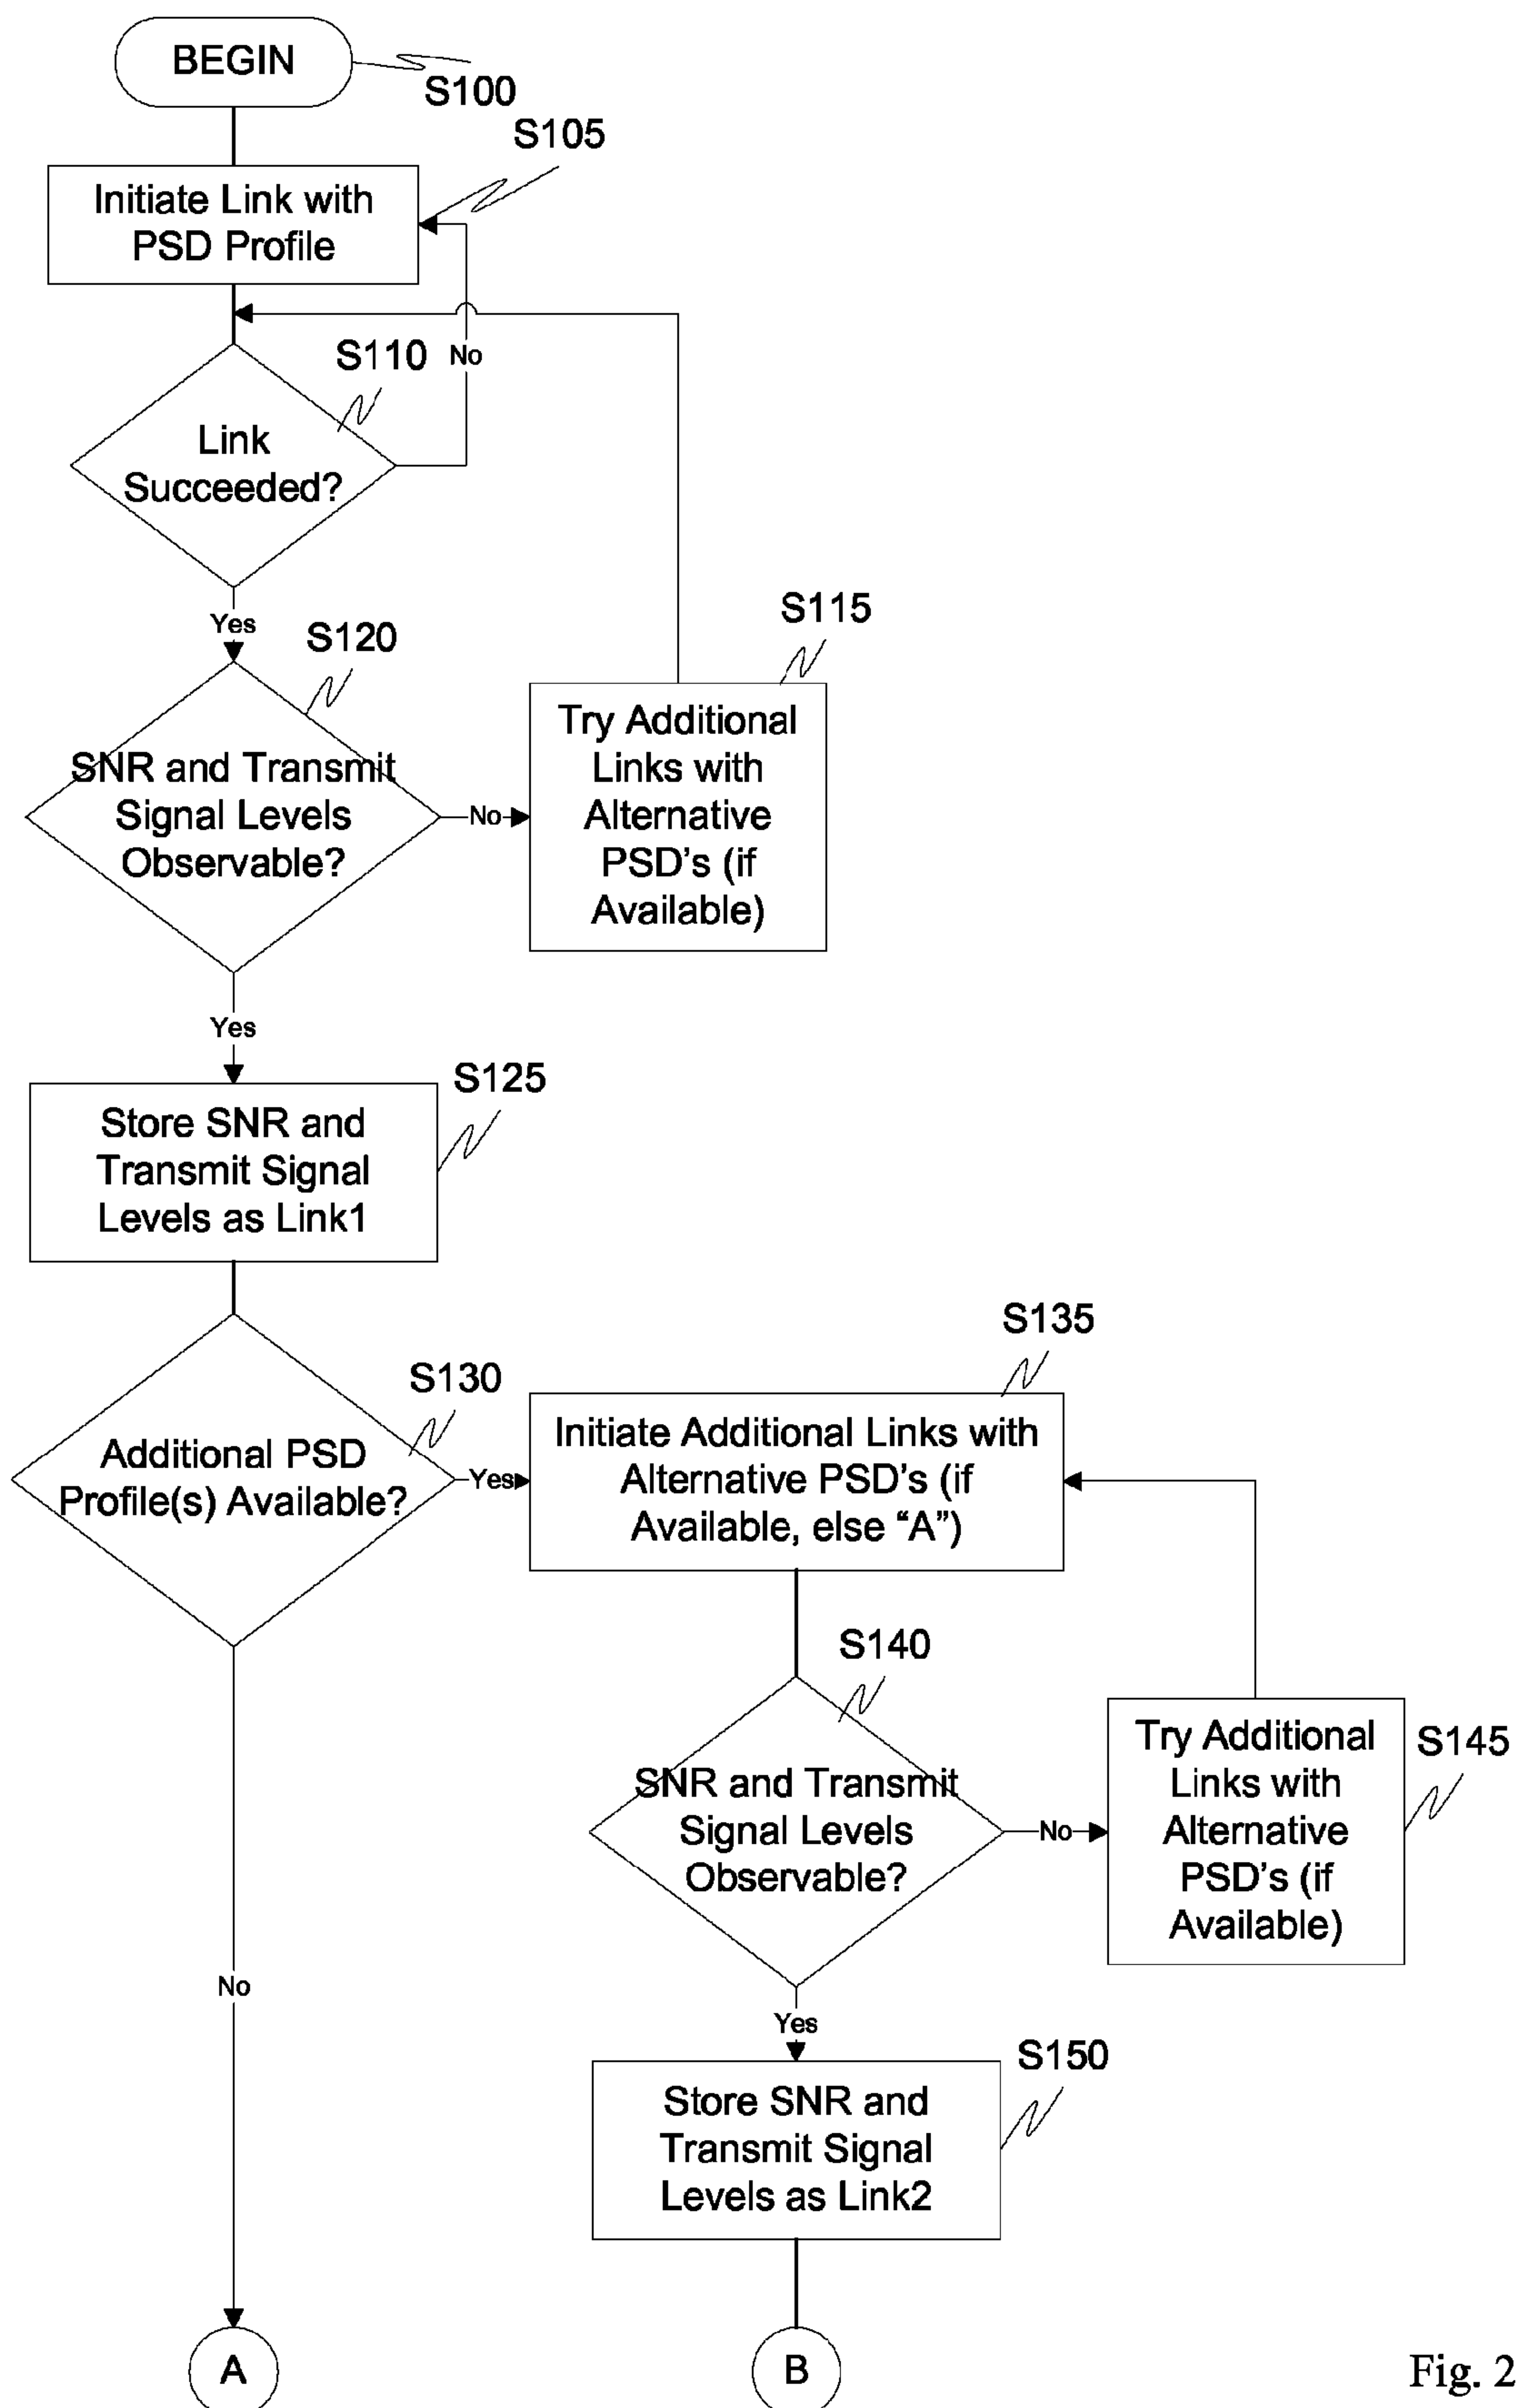 BEGIN
S100
S105
Initiate Link with
PSD Profile
S110
No
Link
Succeeded?
Yes
S120
S115
SNR and Transmit
Signal Levels
Observable?
No
Try Additional
Links with
Alternative
PSD's (if
Available)
Yes
S125
Store SNR and
Transmit Signal
Levels as Link1
S130
S135
Additional PSD
Profile(s) Available?
Yes
Initiate Additional Links with
Alternative PSD's (if
Available, else “A”)
S140
SNR and Transmit
Signal Levels
Observable?
No
Try Additional
Links with
Alternative
PSD's (if
Available)
S145
No
Yes
S150
Store SNR and
Transmit Signal
Levels as Link2
A
B
Fig. 2